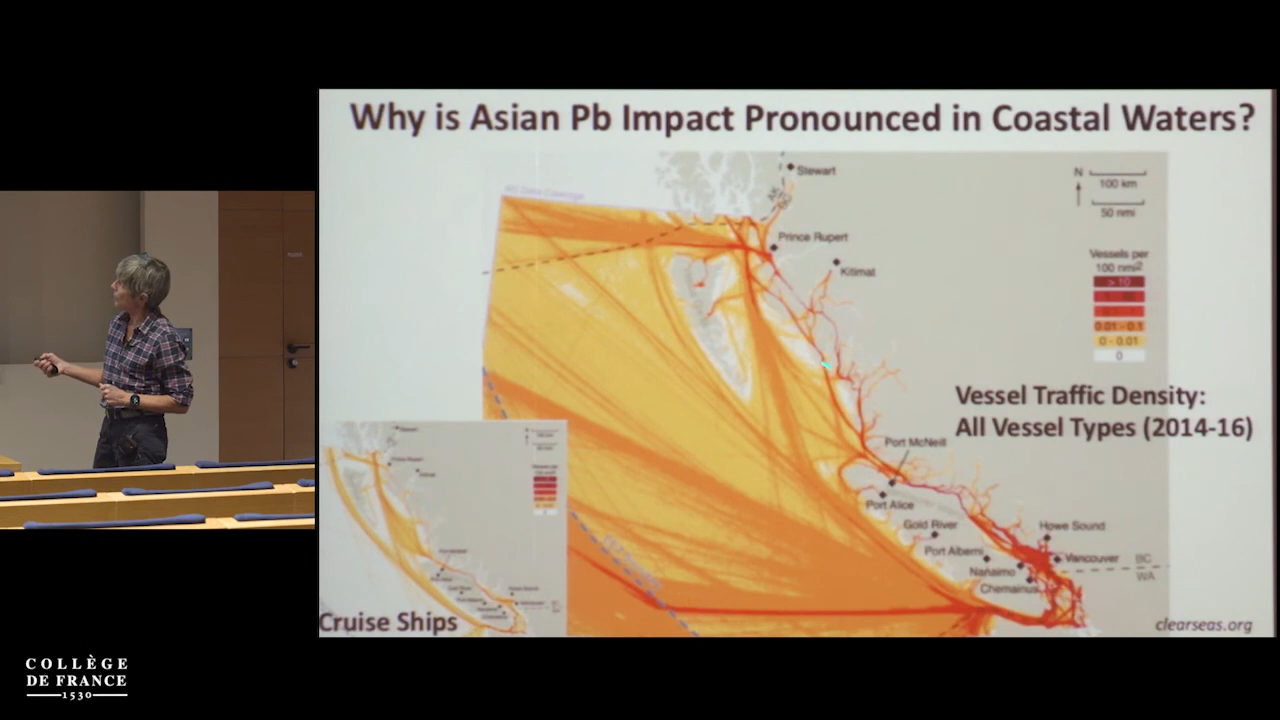 Why is Asian Pb Impact Pronounced in Coastal Waters?
Stewart
N
100 km
50 nmi
Prince Rupert
Kitimat
Vessels per
100 nmi²
> 10
0.01 - 0.1
0 - 0.01
0
Vessel Traffic Density:
All Vessel Types (2014-16)
Port McNeill
Port Alice
Gold River
Howe Sound
Port Alberni
Vancouver
BC
Nanaimo
WA
Chemainus
Cruise Ships
clearseas.org
COLLÈGE
DE FRANCE
1530